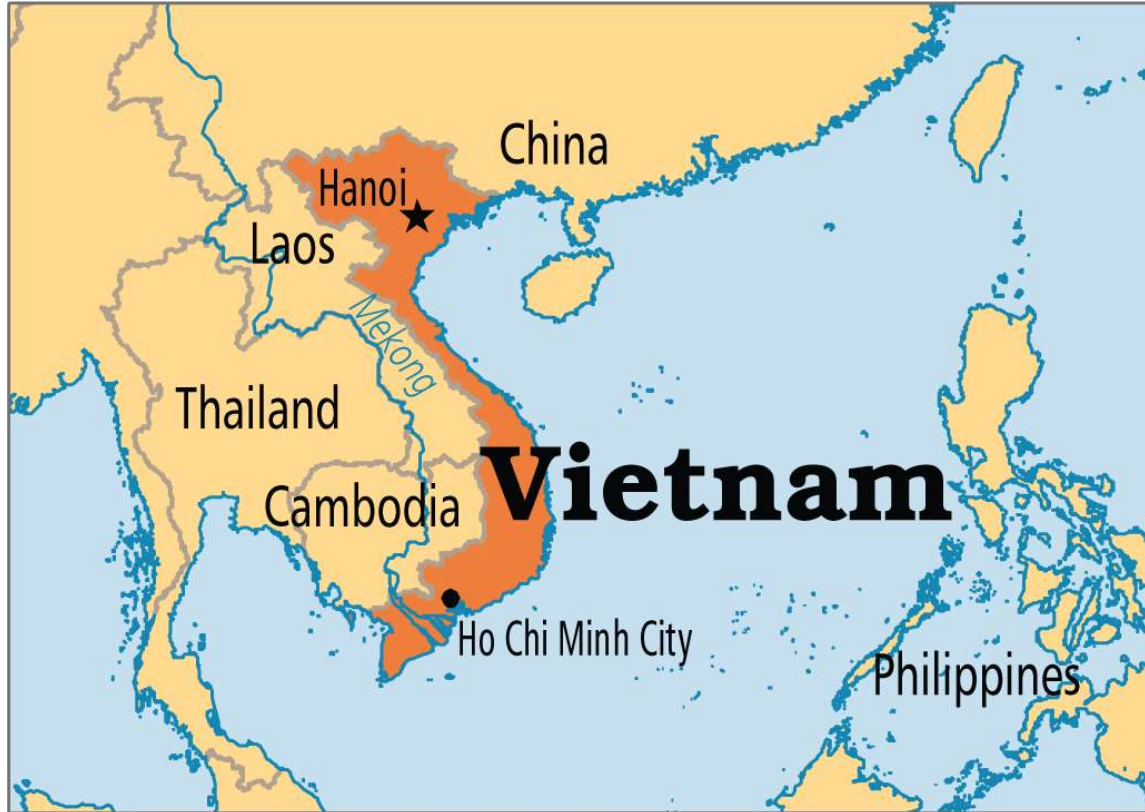 China
Hanoi
Laos
Mekong
Thailand
Vietnam
Cambodia
Ho Chi Minh City
Philippines